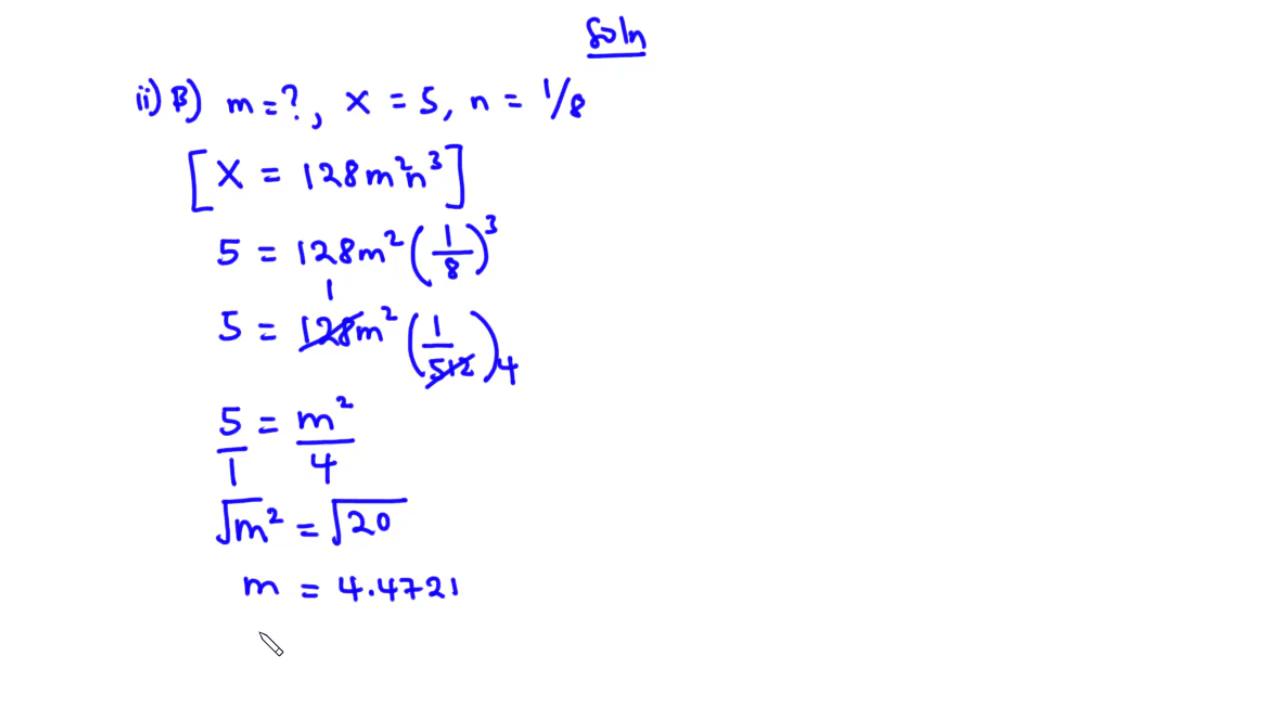 Soln
ii) B) m = ?, x = 5, n = 1/8
[x = 128m²n³]
5 = 128m² (1/8)³
5 = 128m² (1/512) 1 4
5/1 = m²/4
√m² = √20
m = 4.4721